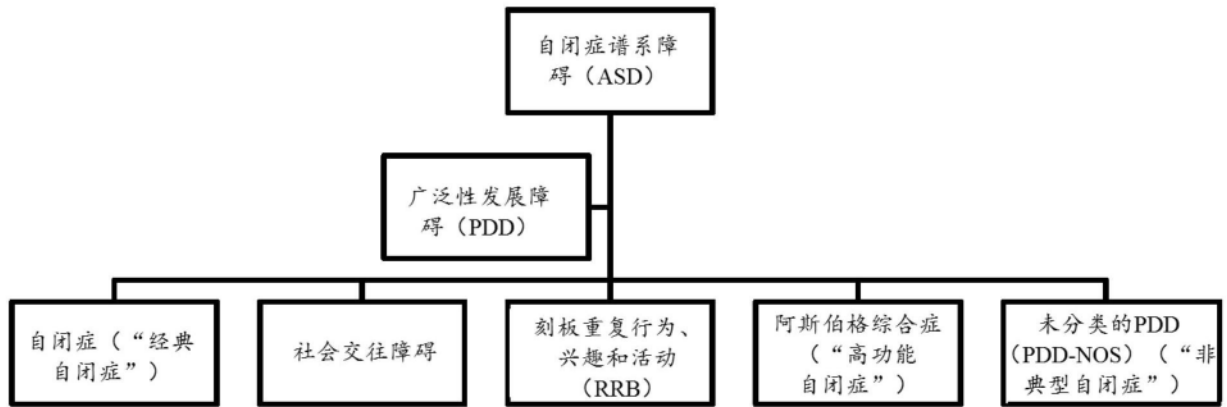 自闭症谱系障
碍（ASD）
广泛性发展障
碍（PDD）
自闭症（“经典
自闭症”）
社会交往障碍
刻板重复行为、
兴趣和活动
（RRB）
阿斯伯格综合症
（“高功能
自闭症”）
未分类的PDD
（PDD-NOS）（“非
典型自闭症”）